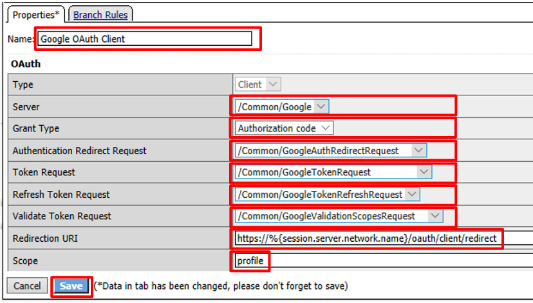 Properties* Branch Rules
Name: Google OAuth Client
OAuth
Type Client
Server /Common/Google
Grant Type Authorization code
Authentication Redirect Request /Common/GoogleAuthRedirectRequest
Token Request /Common/GoogleTokenRequest
Refresh Token Request /Common/GoogleTokenRefreshRequest
Validate Token Request /Common/GoogleValidationScopesRequest
Redirection URI https://%{session.server.network.name}/oauth/client/redirect
Scope profile
Cancel Save (*Data in tab has been changed, please don't forget to save)